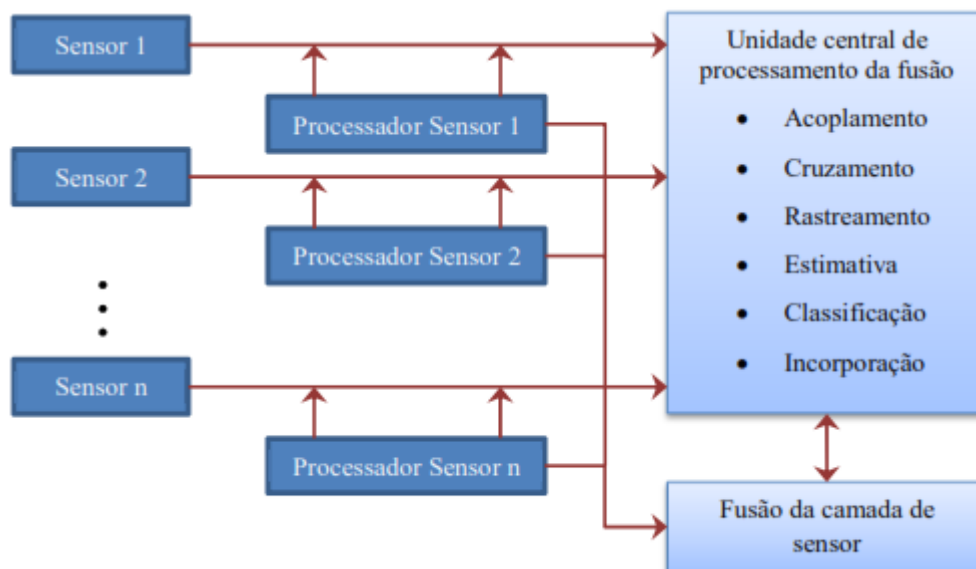 Sensor 1
Processador Sensor 1
Sensor 2
Processador Sensor 2
Sensor n
Processador Sensor n
Unidade central de
processamento da fusão
• Acoplamento
• Cruzamento
• Rastreamento
• Estimativa
• Classificação
• Incorporação
Fusão da camada de
sensor